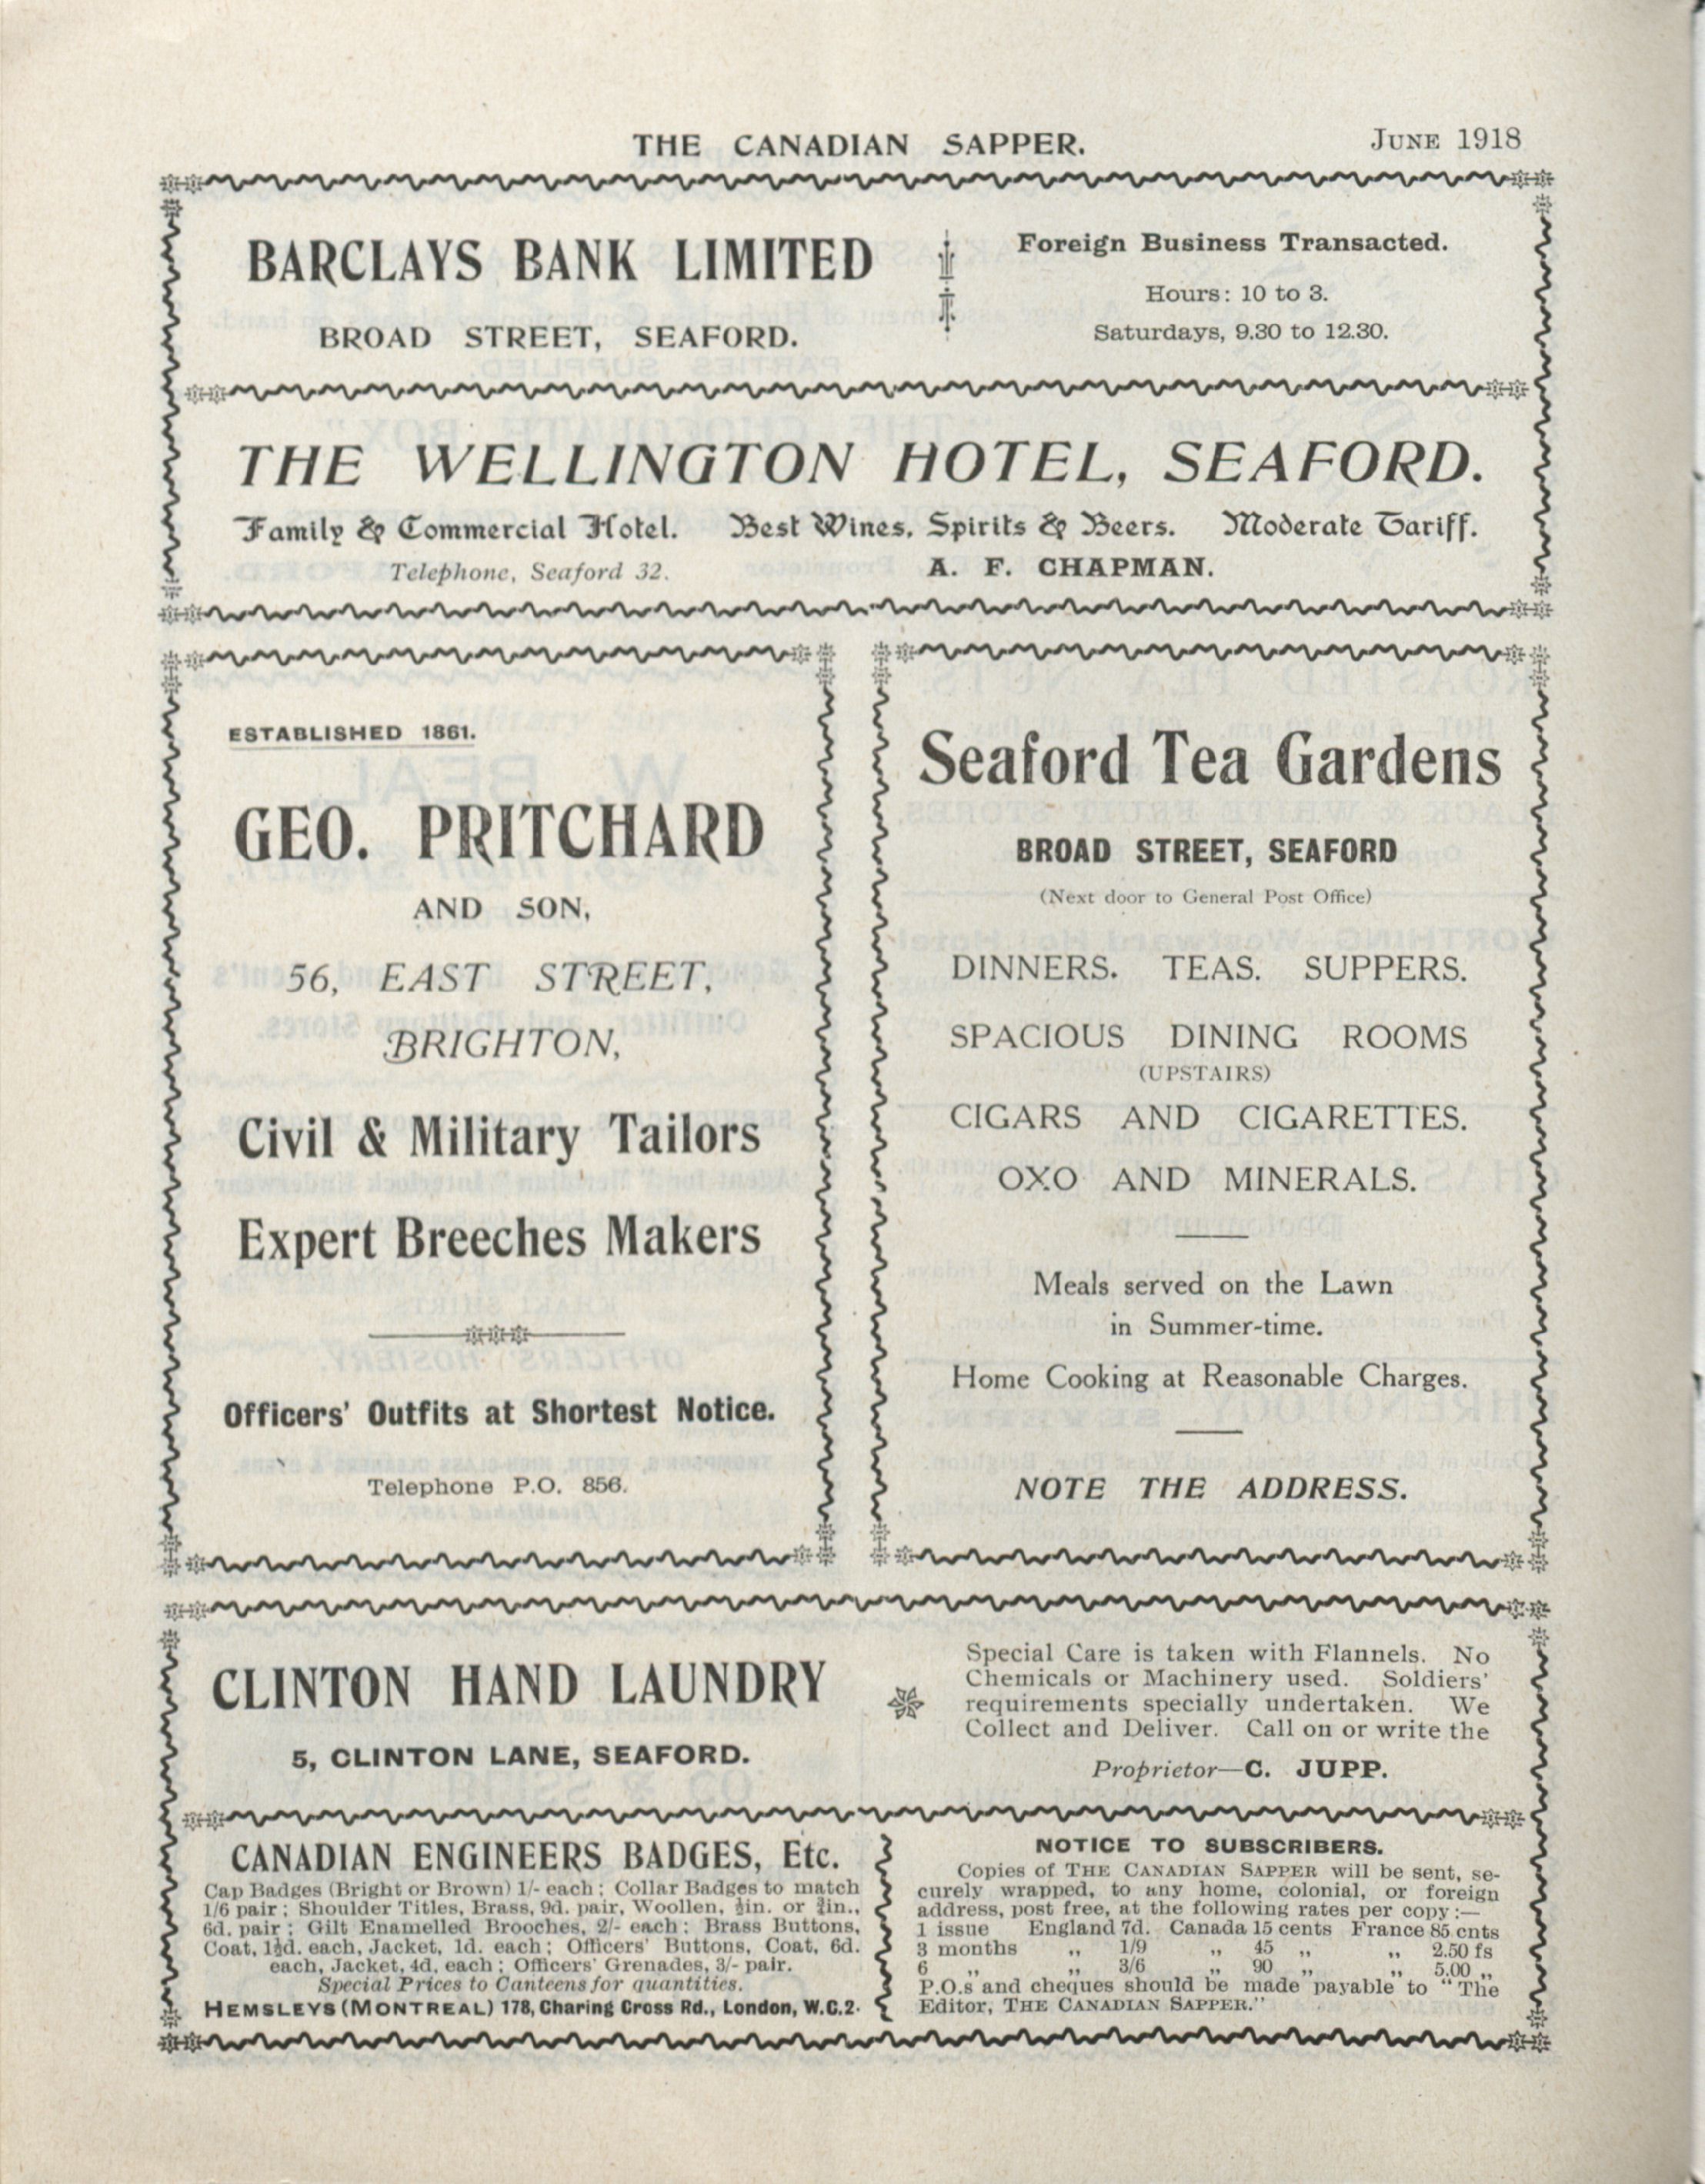 THE CANADIAN SAPPER.
JUNE 1918
BARCLAYS BANK LIMITED
BROAD STREET, SEAFORD.
Foreign Business Transacted.
Hours: 10 to 3.
Saturdays, 9.30 to 12.30.
THE WELLINGTON HOTEL, SEAFORD.
Family & Commercial Hotel. Best Wines, Spirits & Beers. Moderate Tariff.
Telephone, Seaford 32.
A. F. CHAPMAN.
ESTABLISHED 1861.
GEO. PRITCHARD
AND SON,
56, EAST STREET,
BRIGHTON,
Civil & Military Tailors
Expert Breeches Makers
Officers' Outfits at Shortest Notice.
Telephone P.O. 856.
Seaford Tea Gardens
BROAD STREET, SEAFORD
(Next door to General Post Office)
DINNERS. TEAS. SUPPERS.
SPACIOUS DINING ROOMS
(UPSTAIRS)
CIGARS AND CIGARETTES.
OXO AND MINERALS.
Meals served on the Lawn
in Summer-time.
Home Cooking at Reasonable Charges.
NOTE THE ADDRESS.
CLINTON HAND LAUNDRY
5, CLINTON LANE, SEAFORD.
Special Care is taken with Flannels. No
Chemicals or Machinery used. Soldiers'
requirements specially undertaken. We
Collect and Deliver. Call on or write the
Proprietor—C. JUPP.
CANADIAN ENGINEERS BADGES, Etc.
Cap Badges (Bright or Brown) 1/- each; Collar Badges to match
1/6 pair; Shoulder Titles, Brass, 9d. pair, Woollen, in. or in.,
6d. pair; Gilt Enamelled Brooches, 2/- each; Brass Buttons,
Coat, 1½d. each, Jacket, 1d. each; Officers' Buttons, Coat, 6d.
each, Jacket, 4d. each; Officers' Grenades, 3/- pair.
Special Prices to Canteens for quantities.
HEMSLEYS (MONTREAL) 178, Charing Cross Rd., London, W.C.2.
NOTICE TO SUBSCRIBERS.
Copies of THE CANADIAN SAPPER will be sent, se-
curely wrapped, to any home, colonial, or foreign
address, post free, at the following rates per copy:—
1 issue England 7d. Canada 15 cents France 85 cnts
3 months ,, 1/9 ,, 45 ,, ,, 2.50 fs
6 ,, ,, 3/6 ,, 90 ,, ,, 5.00 ,,
P.O.s and cheques should be made payable to "The
Editor, THE CANADIAN SAPPER."